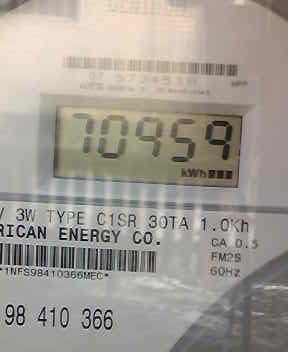 70959
kWh
V 3W TYPE C1SR 30TA 1.0Kh
RICAN ENERGY CO.
CA 0.5
FM2S
60HZ
*1NFS98410366MEC*
98 410 366